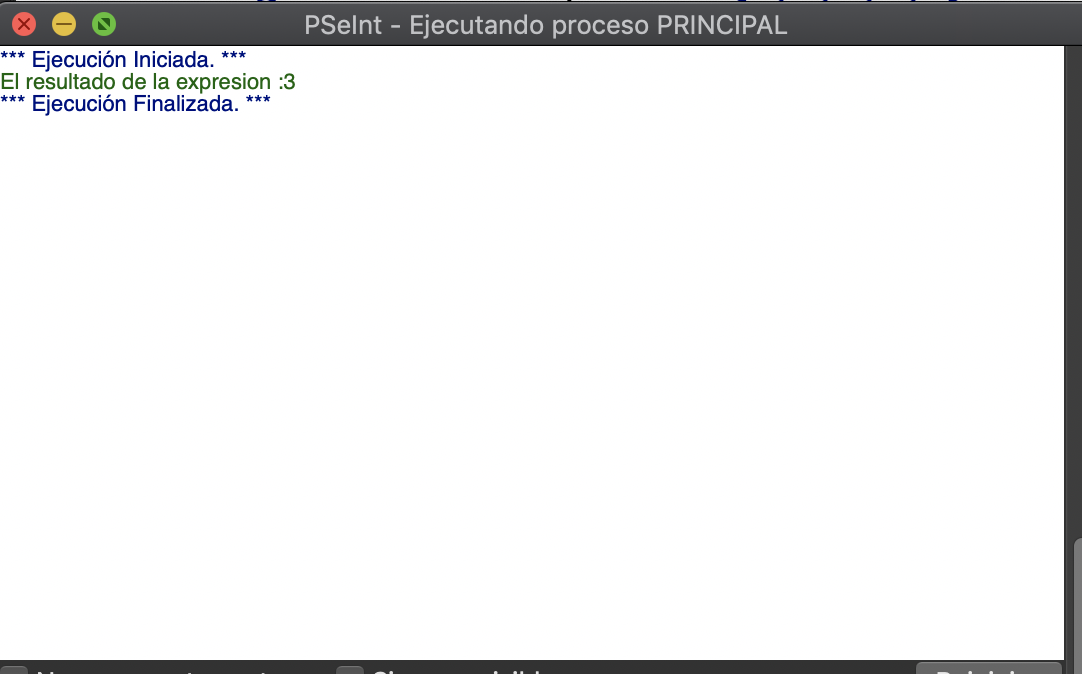 PSeInt - Ejecutando proceso PRINCIPAL
*** Ejecución Iniciada. ***
El resultado de la expresion :3
*** Ejecución Finalizada. ***